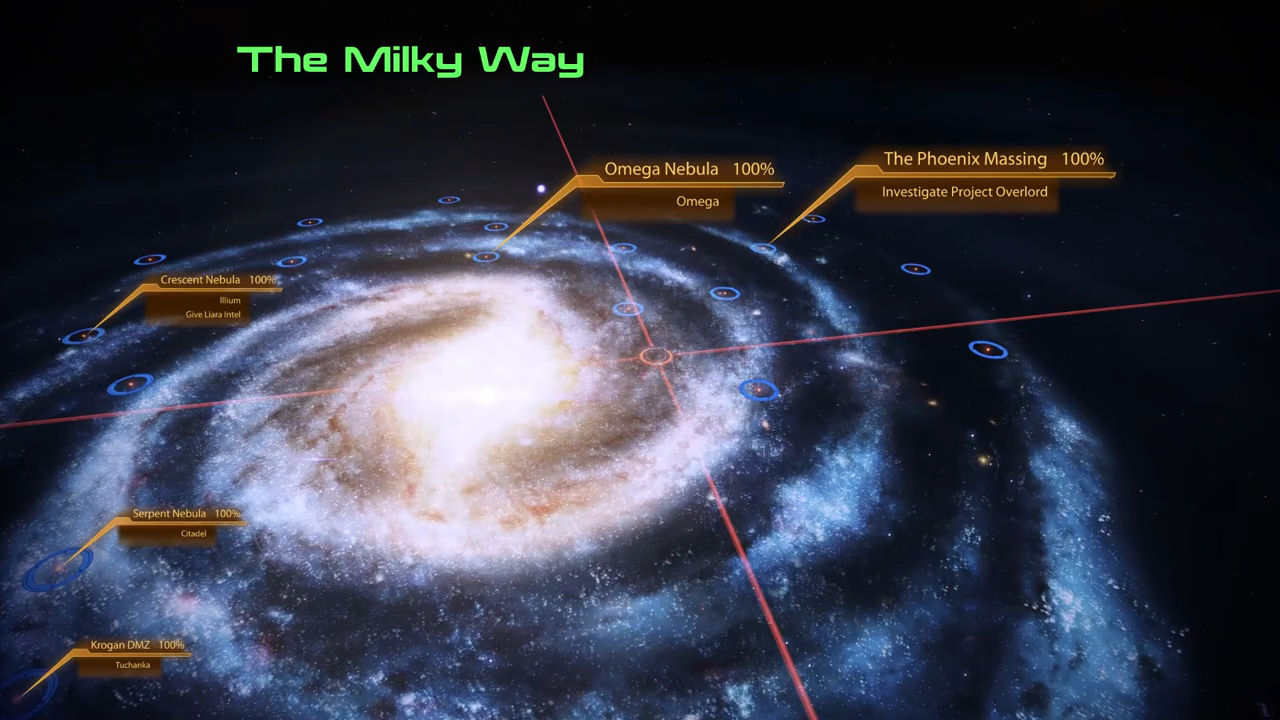 The Milky Way
The Phoenix Massing 100%
Investigate Project Overlord
Omega Nebula 100%
Omega
Crescent Nebula 100%
Illium
Give Liara Intel
Serpent Nebula 100%
Citadel
Krogan DMZ 100%
Tuchanka